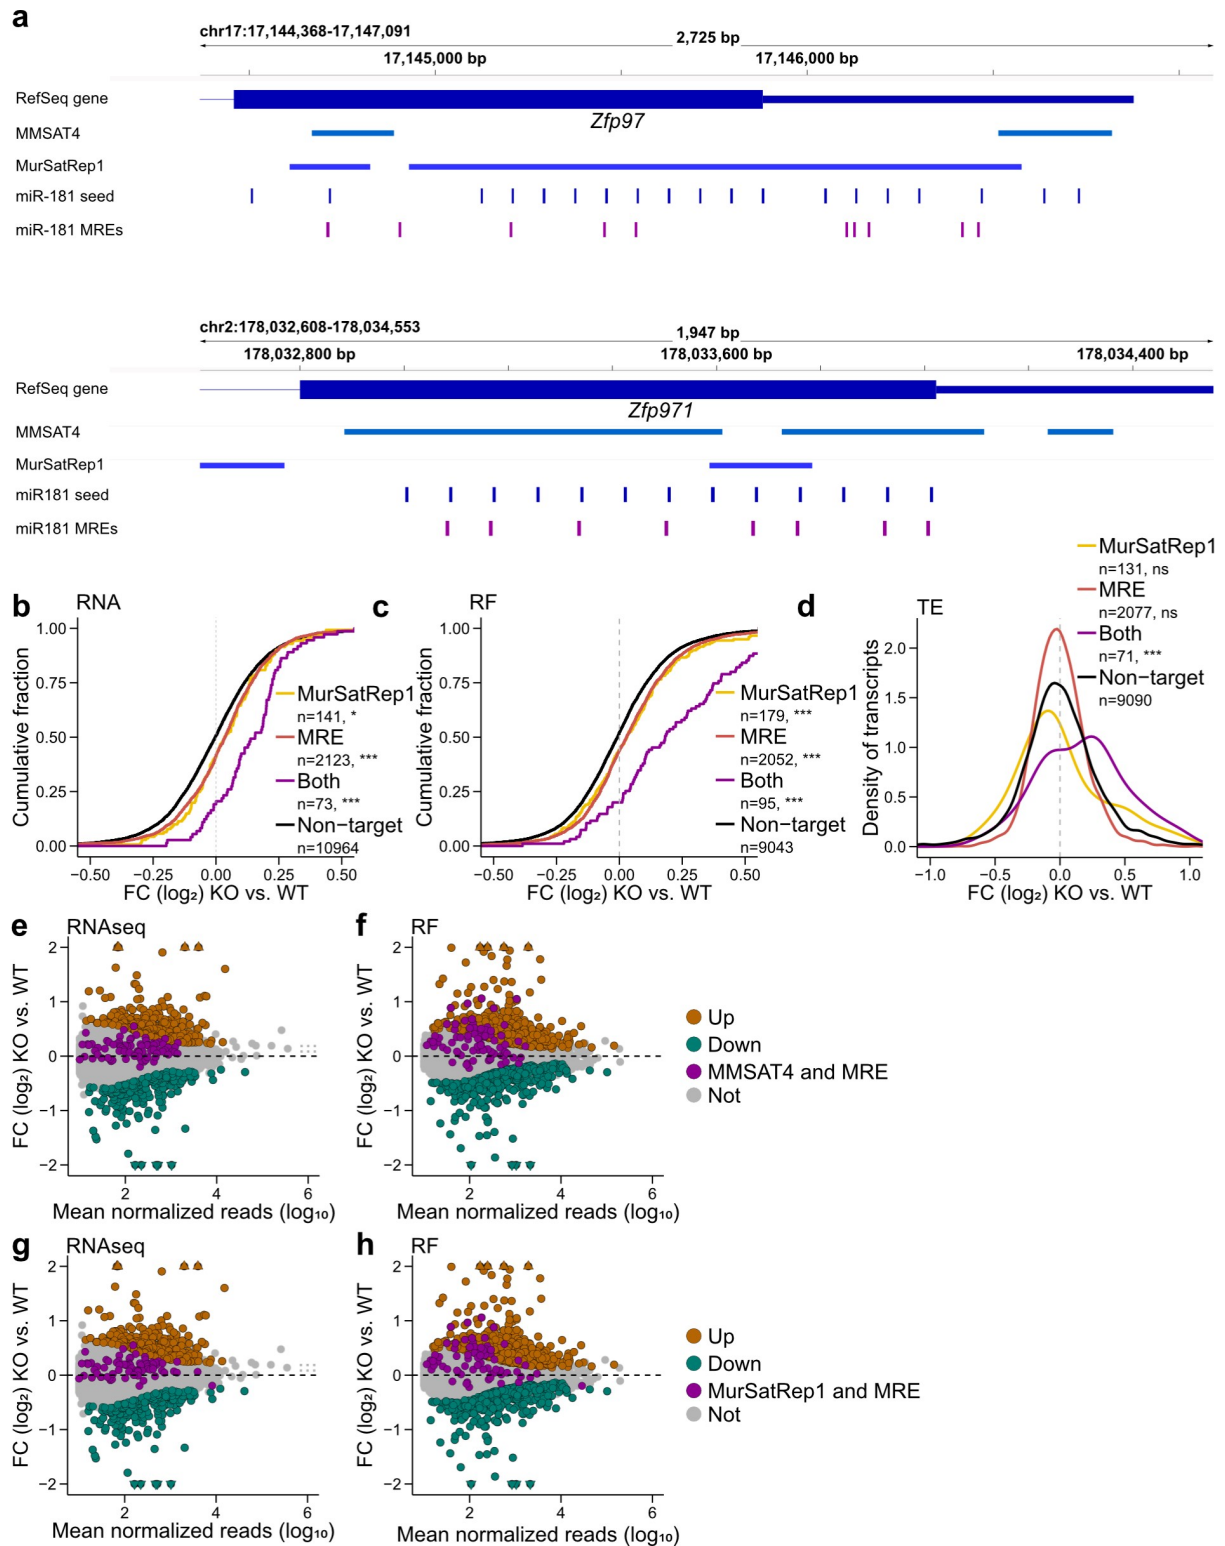 a
chr17:17,144,368-17,147,091
2,725 bp
17,145,000 bp 17,146,000 bp
RefSeq gene
Zfp97
MMSAT4
MurSatRep1
miR-181 seed
miR-181 MREs
chr2:178,032,608-178,034,553
1,947 bp
178,032,800 bp 178,033,600 bp 178,034,400 bp
RefSeq gene
Zfp971
MMSAT4
MurSatRep1
miR181 seed
miR181 MREs
b RNA
Cumulative fraction
1.00
0.75
0.50
0.25
0.00
MurSatRep1
n=141, *
MRE
n=2123, ***
Both
n=73, ***
Non−target
n=10964
−0.50 −0.25 0.00 0.25 0.50
FC (log₂) KO vs. WT
c RF
Cumulative fraction
1.00
0.75
0.50
0.25
0.00
MurSatRep1
n=179, ***
MRE
n=2052, ***
Both
n=95, ***
Non−target
n=9043
−0.50 −0.25 0.00 0.25 0.50
FC (log₂) KO vs. WT
d TE
Density of transcripts
2.0
1.5
1.0
0.5
0.0
MurSatRep1
n=131, ns
MRE
n=2077, ns
Both
n=71, ***
Non−target
n=9090
−1.0 −0.5 0.0 0.5 1.0
FC (log₂) KO vs. WT
e RNAseq
FC (log₂) KO vs. WT
2
1
0
−1
−2
2 4 6
Mean normalized reads (log₁₀)
f RF
FC (log₂) KO vs. WT
2
1
0
−1
−2
2 4 6
Mean normalized reads (log₁₀)
Up
Down
MMSAT4 and MRE
Not
g RNAseq
FC (log₂) KO vs. WT
2
1
0
−1
−2
2 4 6
Mean normalized reads (log₁₀)
h RF
FC (log₂) KO vs. WT
2
1
0
−1
−2
2 4 6
Mean normalized reads (log₁₀)
Up
Down
MurSatRep1 and MRE
Not